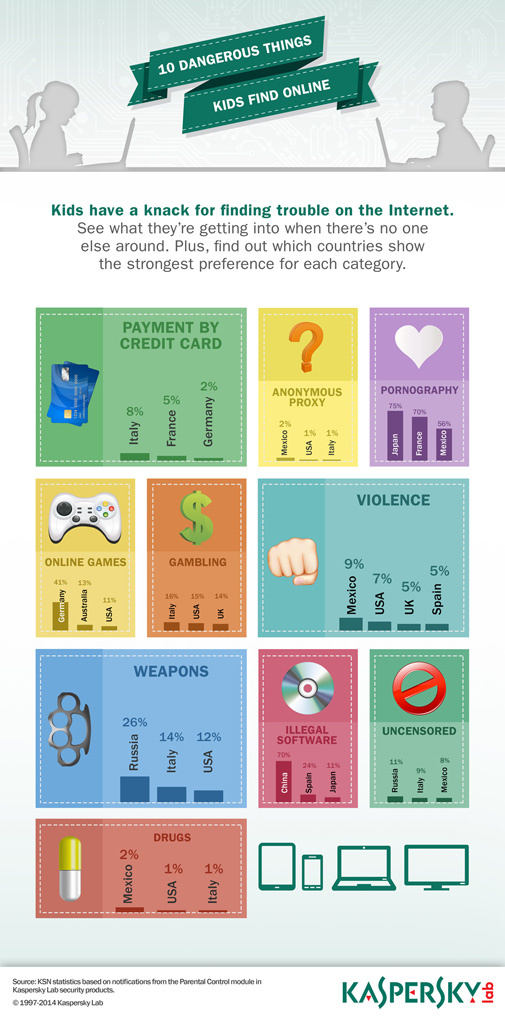 10 DANGEROUS THINGS
KIDS FIND ONLINE
Kids have a knack for finding trouble on the Internet.
See what they're getting into when there's no one
else around. Plus, find out which countries show
the strongest preference for each category.
PAYMENT BY
CREDIT CARD
8%
Italy
5%
France
2%
Germany
ANONYMOUS
PROXY
2%
Mexico
1%
USA
1%
Italy
PORNOGRAPHY
75%
Japan
70%
France
56%
Mexico
ONLINE GAMES
41%
Germany
13%
Australia
11%
USA
GAMBLING
16%
Italy
15%
USA
14%
UK
VIOLENCE
9%
Mexico
7%
USA
5%
UK
5%
Spain
WEAPONS
26%
Russia
14%
Italy
12%
USA
ILLEGAL
SOFTWARE
70%
China
24%
Spain
11%
Japan
UNCENSORED
11%
Russia
9%
Italy
8%
Mexico
DRUGS
2%
Mexico
1%
USA
1%
Italy
Source: KSN statistics based on notifications from the Parental Control module in
Kaspersky Lab security products.
© 1997-2014 Kaspersky Lab
KASPERSKY lab